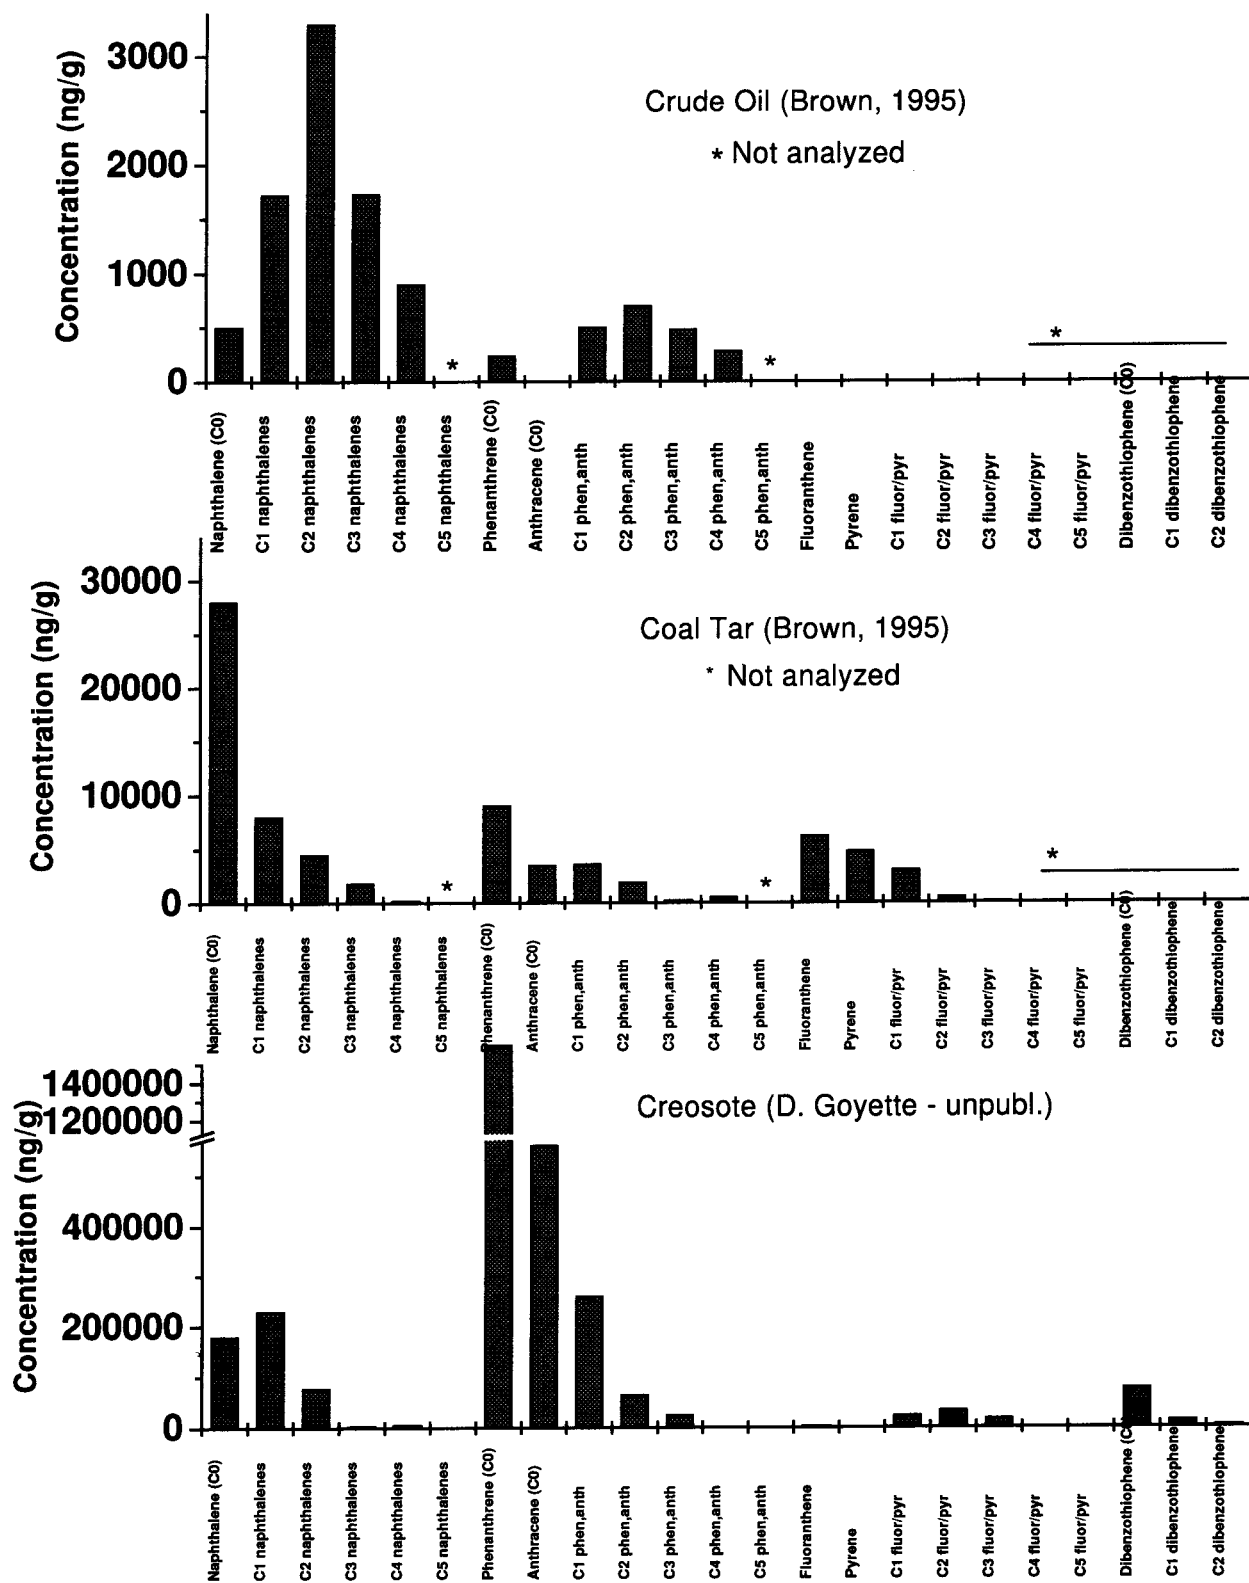 Concentration (ng/g)
3000
2000
1000
0
Crude Oil (Brown, 1995)
* Not analyzed
*
*
*
Naphthalene (C0)
C1 naphthalenes
C2 naphthalenes
C3 naphthalenes
C4 naphthalenes
C5 naphthalenes
Phenanthrene (C0)
Anthracene (C0)
C1 phen,anth
C2 phen,anth
C3 phen,anth
C4 phen,anth
C5 phen,anth
Fluoranthene
Pyrene
C1 fluor/pyr
C2 fluor/pyr
C3 fluor/pyr
C4 fluor/pyr
C5 fluor/pyr
Dibenzothiophene (C0)
C1 dibenzothiophene
C2 dibenzothiophene
Concentration (ng/g)
30000
20000
10000
0
Coal Tar (Brown, 1995)
* Not analyzed
*
*
*
Naphthalene (C0)
C1 naphthalenes
C2 naphthalenes
C3 naphthalenes
C4 naphthalenes
C5 naphthalenes
Phenanthrene (C0)
Anthracene (C0)
C1 phen,anth
C2 phen,anth
C3 phen,anth
C4 phen,anth
C5 phen,anth
Fluoranthene
Pyrene
C1 fluor/pyr
C2 fluor/pyr
C3 fluor/pyr
C4 fluor/pyr
C5 fluor/pyr
Dibenzothiophene (C0)
C1 dibenzothiophene
C2 dibenzothiophene
Concentration (ng/g)
1400000
1200000
400000
200000
0
Creosote (D. Goyette - unpubl.)
Naphthalene (C0)
C1 naphthalenes
C2 naphthalenes
C3 naphthalenes
C4 naphthalenes
C5 naphthalenes
Phenanthrene (C0)
Anthracene (C0)
C1 phen,anth
C2 phen,anth
C3 phen,anth
C4 phen,anth
C5 phen,anth
Fluoranthene
Pyrene
C1 fluor/pyr
C2 fluor/pyr
C3 fluor/pyr
C4 fluor/pyr
C5 fluor/pyr
Dibenzothiophene (C0)
C1 dibenzothiophene
C2 dibenzothiophene